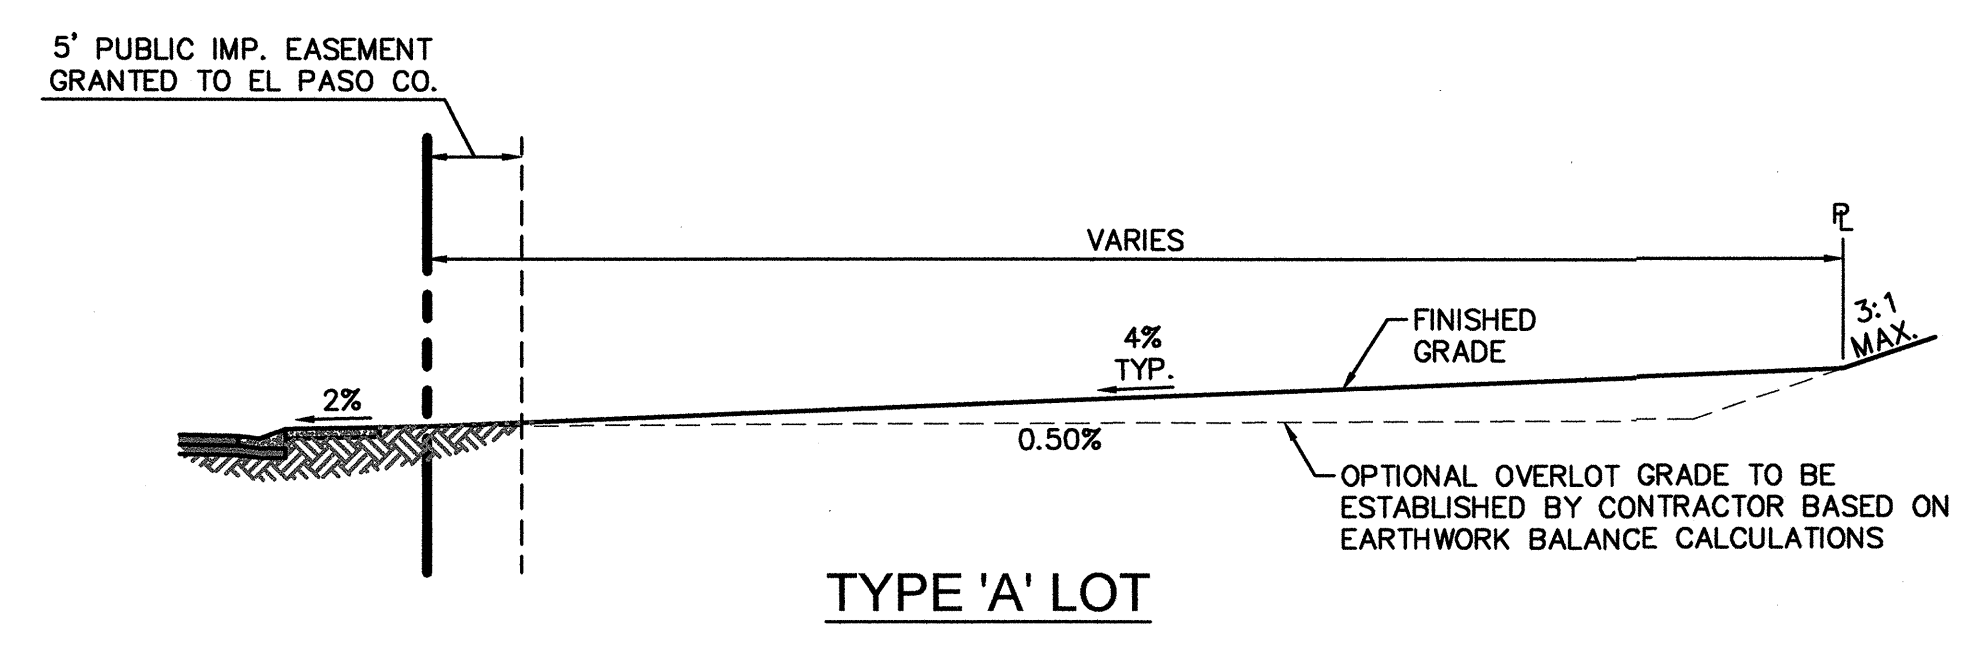 5' PUBLIC IMP. EASEMENT
GRANTED TO EL PASO CO.
VARIES
PL
3:1
MAX.
FINISHED
GRADE
4%
TYP.
2%
0.50%
OPTIONAL OVERLOT GRADE TO BE
ESTABLISHED BY CONTRACTOR BASED ON
EARTHWORK BALANCE CALCULATIONS
TYPE 'A' LOT